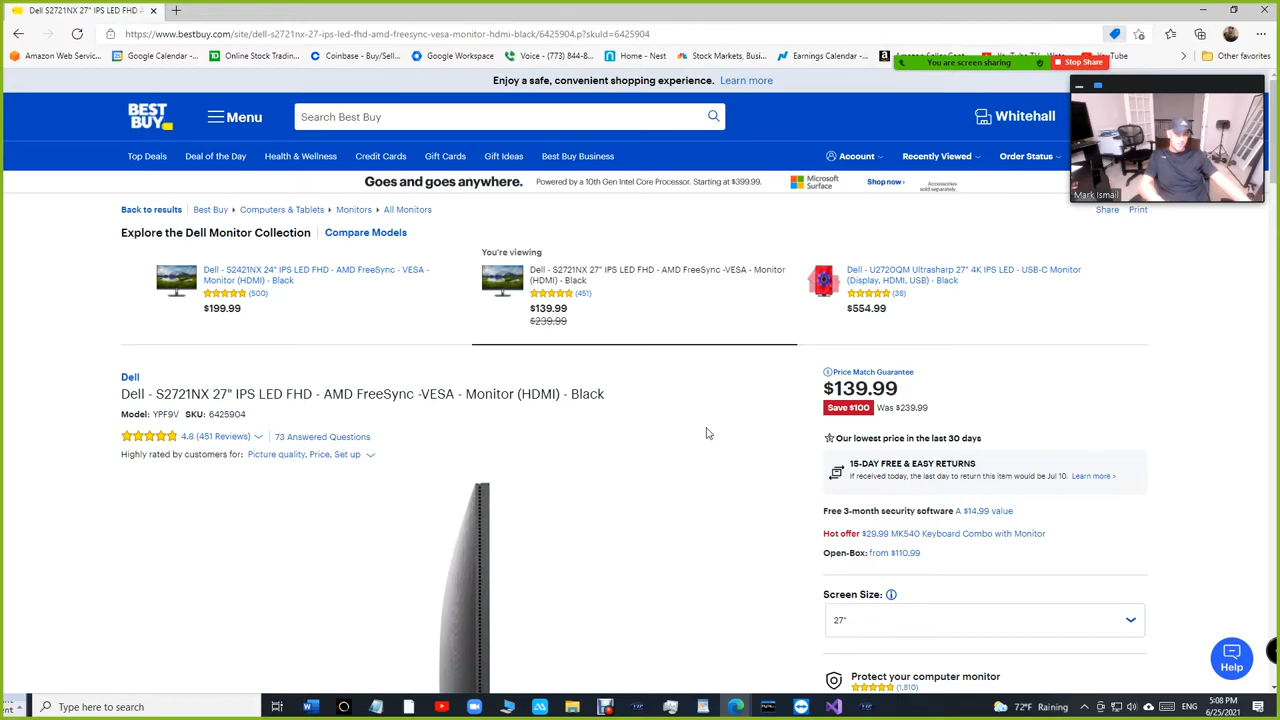 Dell S2721NX 27" IPS LED FHD
https://www.bestbuy.com/site/dell-s2721nx-27-ips-led-fhd-amd-freesync-vesa-monitor-hdmi-black/6425904.p?skuId=6425904
Amazon Web Servic...
Google Calendar -...
Online Stock Tradin...
Coinbase - Buy/Sell...
Voice - (773) 844-8...
Home - Nest
Stock Markets, Busi...
Earnings Calendar -...
YouTube
Other favorites
You are screen sharing
Stop Share
Enjoy a safe, convenient shopping experience. Learn more
BEST BUY
Menu
Search Best Buy
Whitehall
Mark Ismail
Top Deals
Deal of the Day
Health & Wellness
Credit Cards
Gift Cards
Gift Ideas
Best Buy Business
Account
Recently Viewed
Order Status
Goes and goes anywhere. Powered by a 10th Gen Intel Core Processor. Starting at $399.99.
Microsoft Surface
Shop now ›
Accessories sold separately.
Back to results
Best Buy
Computers & Tablets
Monitors
All Monitors
Share
Print
Explore the Dell Monitor Collection
Compare Models
You're viewing
Dell - S2421NX 24" IPS LED FHD - AMD FreeSync - VESA -
Monitor (HDMI) - Black
(500)
$199.99
Dell - S2721NX 27" IPS LED FHD - AMD FreeSync -VESA - Monitor
(HDMI) - Black
(451)
$139.99
$239.99
Dell - U2720QM Ultrasharp 27" 4K IPS LED - USB-C Monitor
(Display, HDMI, USB) - Black
(38)
$554.99
Dell
Dell - S2721NX 27" IPS LED FHD - AMD FreeSync -VESA - Monitor (HDMI) - Black
Model: YPF9V SKU: 6425904
4.8 (451 Reviews)
73 Answered Questions
Highly rated by customers for: Picture quality, Price, Set up
Price Match Guarantee
$139.99
Save $100 Was $239.99
Our lowest price in the last 30 days
15-DAY FREE & EASY RETURNS
If received today, the last day to return this item would be Jul 10. Learn more >
Free 3-month security software A $14.99 value
Hot offer $29.99 MK540 Keyboard Combo with Monitor
Open-Box: from $110.99
Screen Size:
27"
Protect your computer monitor
(1,810)
Help
Type here to search
72°F Raining
5:08 PM
6/25/2021